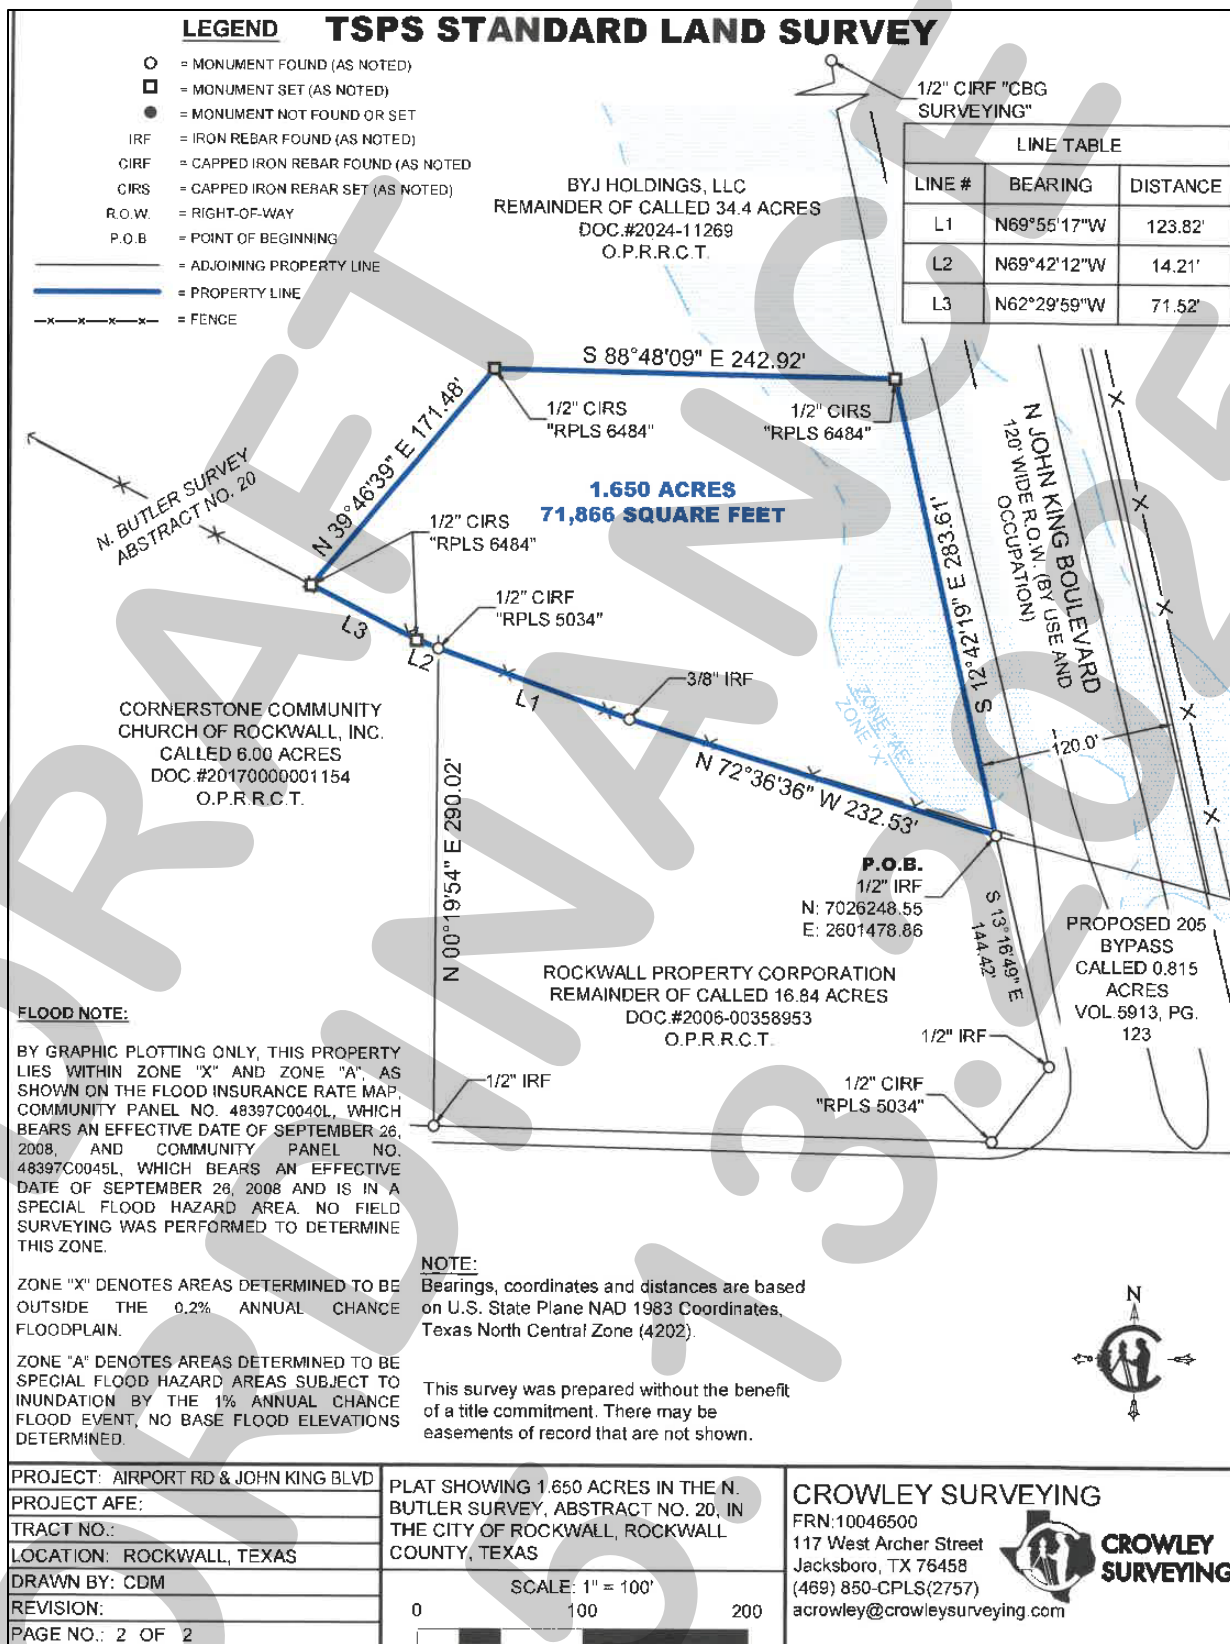 TSPS STANDARD LAND SURVEY
LEGEND
= MONUMENT FOUND (AS NOTED)
= MONUMENT SET (AS NOTED)
= MONUMENT NOT FOUND OR SET
IRF = IRON REBAR FOUND (AS NOTED)
CIRF = CAPPED IRON REBAR FOUND (AS NOTED
CIRS = CAPPED IRON REBAR SET (AS NOTED)
R.O.W. = RIGHT-OF-WAY
P.O.B = POINT OF BEGINNING
= ADJOINING PROPERTY LINE
= PROPERTY LINE
= FENCE
1/2" CIRF "CBG
SURVEYING"
LINE TABLE
LINE # BEARING DISTANCE
L1 N69°55'17"W 123.82'
L2 N69°42'12"W 14.21'
L3 N62°29'59"W 71.52'
BYJ HOLDINGS, LLC
REMAINDER OF CALLED 34.4 ACRES
DOC.#2024-11269
O.P.R.R.C.T.
S 88°48'09" E 242.92'
1/2" CIRS
"RPLS 6484"
1/2" CIRS
"RPLS 6484"
N 39°46'39" E 171.48'
N. BUTLER SURVEY
ABSTRACT NO. 20
1.650 ACRES
71,866 SQUARE FEET
1/2" CIRS
"RPLS 6484"
1/2" CIRF
"RPLS 5034"
S 12°42'19" E 283.61'
N JOHN KING BOULEVARD
120' WIDE R.O.W. (BY USE AND
OCCUPATION)
L3
L2
L1
3/8" IRF
ZONE "AE"
ZONE "X"
120.0'
N 72°36'36" W 232.53'
CORNERSTONE COMMUNITY
CHURCH OF ROCKWALL, INC.
CALLED 6.00 ACRES
DOC.#20170000001154
O.P.R.R.C.T.
N 00°19'54" E 290.02'
P.O.B.
1/2" IRF
N: 7026248.55
E: 2601478.86
S 13°16'49" E
144.42'
PROPOSED 205
BYPASS
CALLED 0.815
ACRES
VOL.5913, PG.
123
ROCKWALL PROPERTY CORPORATION
REMAINDER OF CALLED 16.84 ACRES
DOC.#2006-00358953
O.P.R.R.C.T.
1/2" IRF
1/2" IRF
1/2" CIRF
"RPLS 5034"
FLOOD NOTE:
BY GRAPHIC PLOTTING ONLY, THIS PROPERTY
LIES WITHIN ZONE "X" AND ZONE "A", AS
SHOWN ON THE FLOOD INSURANCE RATE MAP,
COMMUNITY PANEL NO. 48397C0040L, WHICH
BEARS AN EFFECTIVE DATE OF SEPTEMBER 26,
2008, AND COMMUNITY PANEL NO.
48397C0045L, WHICH BEARS AN EFFECTIVE
DATE OF SEPTEMBER 26, 2008 AND IS IN A
SPECIAL FLOOD HAZARD AREA. NO FIELD
SURVEYING WAS PERFORMED TO DETERMINE
THIS ZONE.
ZONE "X" DENOTES AREAS DETERMINED TO BE
OUTSIDE THE 0.2% ANNUAL CHANCE
FLOODPLAIN.
ZONE "A" DENOTES AREAS DETERMINED TO BE
SPECIAL FLOOD HAZARD AREAS SUBJECT TO
INUNDATION BY THE 1% ANNUAL CHANCE
FLOOD EVENT, NO BASE FLOOD ELEVATIONS
DETERMINED.
NOTE:
Bearings, coordinates and distances are based
on U.S. State Plane NAD 1983 Coordinates,
Texas North Central Zone (4202).
This survey was prepared without the benefit
of a title commitment. There may be
easements of record that are not shown.
N
PROJECT: AIRPORT RD & JOHN KING BLVD
PROJECT AFE:
TRACT NO.:
LOCATION: ROCKWALL, TEXAS
DRAWN BY: CDM
REVISION:
PAGE NO.: 2 OF 2
PLAT SHOWING 1.650 ACRES IN THE N.
BUTLER SURVEY, ABSTRACT NO. 20, IN
THE CITY OF ROCKWALL, ROCKWALL
COUNTY, TEXAS
SCALE: 1" = 100'
0 100 200
CROWLEY SURVEYING
FRN:10046500
117 West Archer Street
Jacksboro, TX 76458
(469) 850-CPLS(2757)
acrowley@crowleysurveying.com
CROWLEY
SURVEYING
DRAFT
ORDINANCE